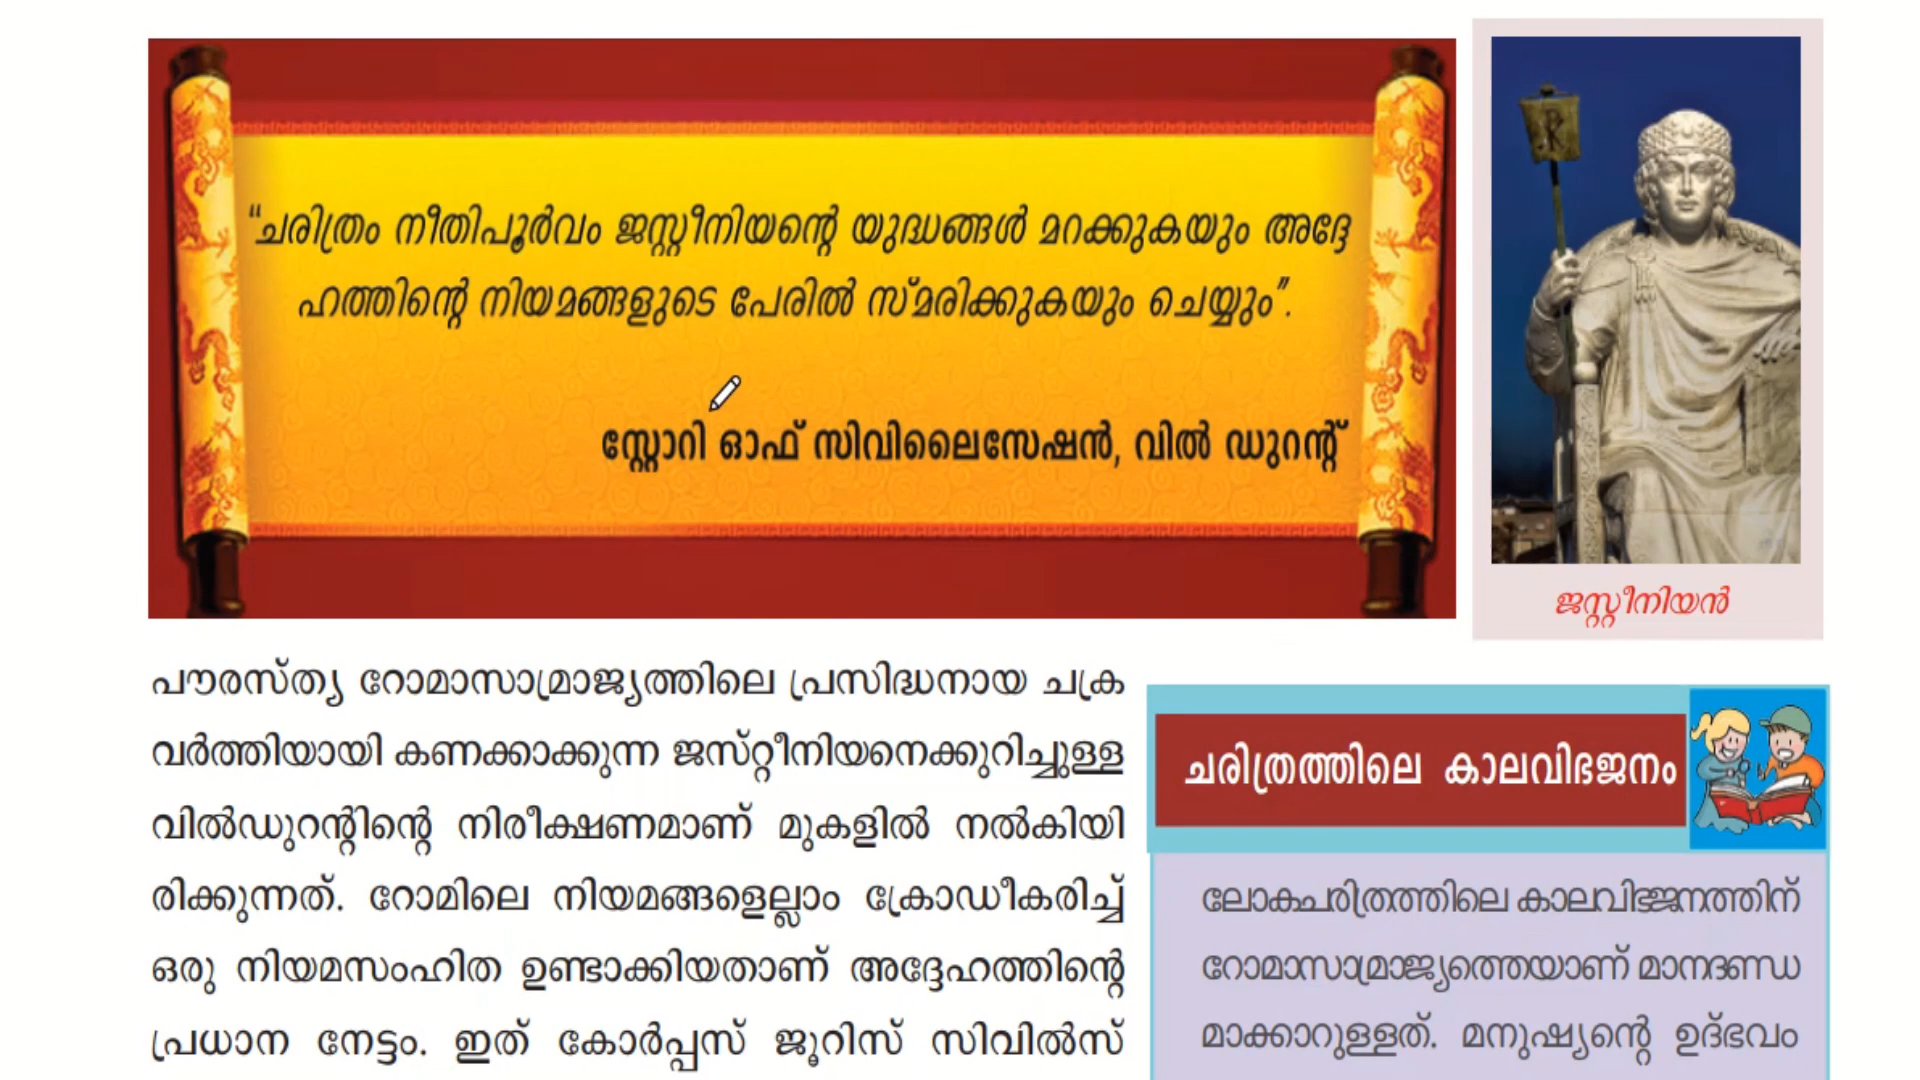 “ചരിത്രം നീതിപൂർവം ജസ്റ്റീനിയന്റെ യുദ്ധങ്ങൾ മറക്കുകയും അദ്ദേ
ഹത്തിന്റെ നിയമങ്ങളുടെ പേരിൽ സ്മരിക്കുകയും ചെയ്യും”.
സ്റ്റോറി ഓഫ് സിവിലൈസേഷൻ, വിൽ ഡുറന്റ്
ജസ്റ്റീനിയൻ
പൗരസ്ത്യ റോമാസാമ്രാജ്യത്തിലെ പ്രസിദ്ധനായ ചക്ര
വർത്തിയായി കണക്കാക്കുന്ന ജസ്റ്റീനിയനെക്കുറിച്ചുള്ള
വിൽഡുറന്റിന്റെ നിരീക്ഷണമാണ് മുകളിൽ നൽകിയി
രിക്കുന്നത്. റോമിലെ നിയമങ്ങളെല്ലാം ക്രോഡീകരിച്ച്
ഒരു നിയമസംഹിത ഉണ്ടാക്കിയതാണ് അദ്ദേഹത്തിന്റെ
പ്രധാന നേട്ടം. ഇത് കോർപ്പസ് ജൂറിസ് സിവിൽസ്
ചരിത്രത്തിലെ കാലവിഭജനം
ലോകചരിത്രത്തിലെ കാലവിഭജനത്തിന്
റോമാസാമ്രാജ്യത്തെയാണ് മാനദണ്ഡ
മാക്കാറുള്ളത്. മനുഷ്യന്റെ ഉദ്ഭവം